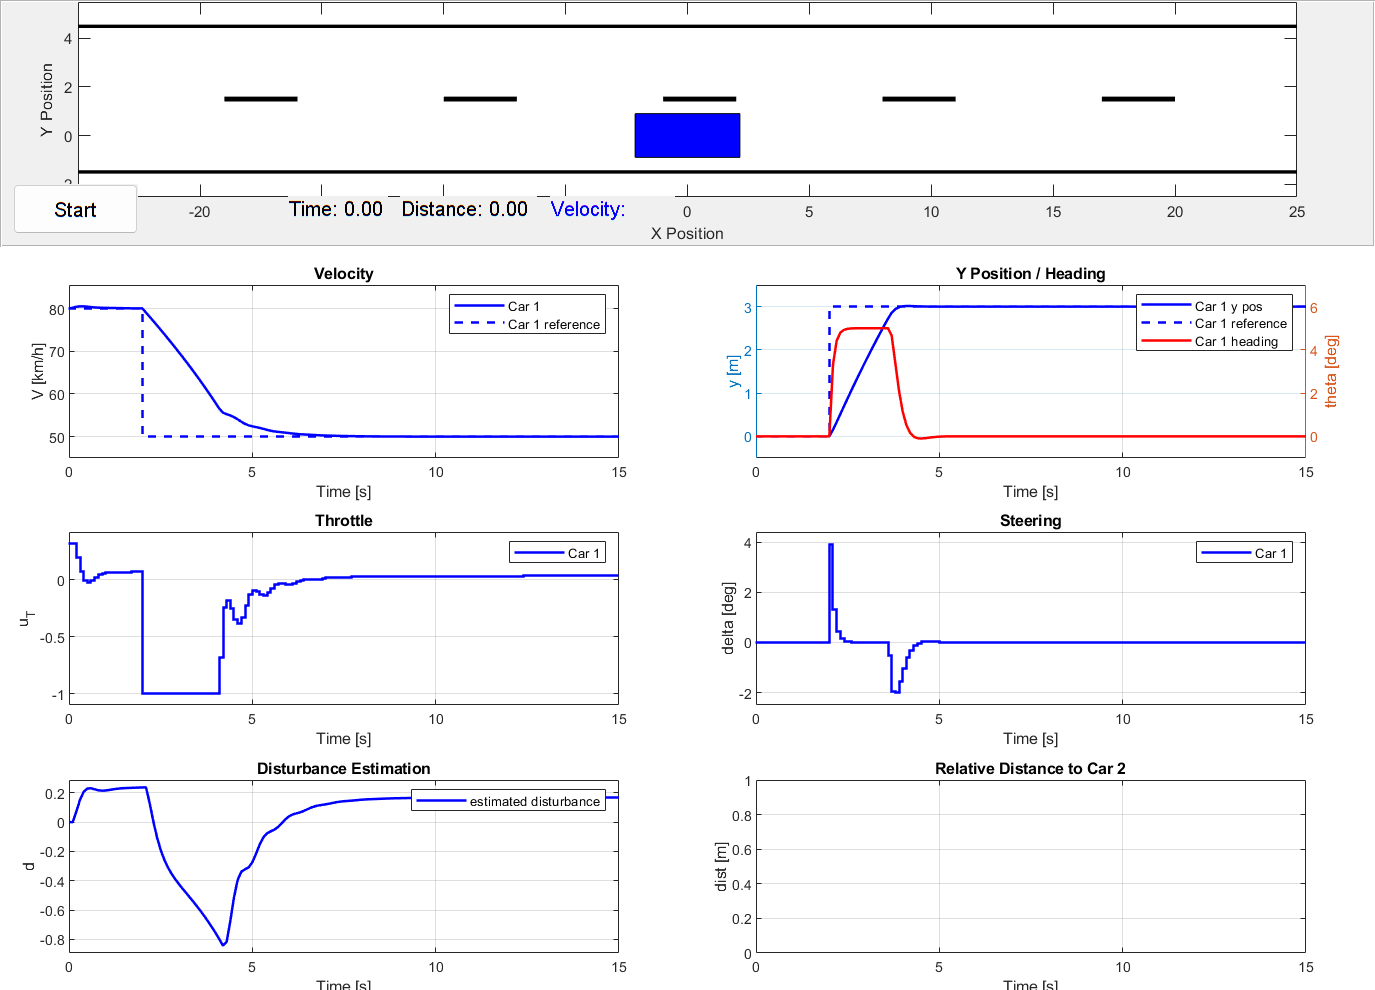 4
2
0
Y Position
Start
-20
Time: 0.00 Distance: 0.00 Velocity:
0
5
10
15
20
25
X Position
Velocity
80
70
60
50
V [km/h]
Car 1
Car 1 reference
0
5
10
15
Time [s]
Y Position / Heading
3
2
1
0
y [m]
Car 1 y pos
Car 1 reference
Car 1 heading
6
4
2
0
theta [deg]
0
5
10
15
Time [s]
Throttle
0
-0.5
-1
u_T
Car 1
0
5
10
15
Time [s]
Steering
4
2
0
-2
delta [deg]
Car 1
0
5
10
15
Time [s]
Disturbance Estimation
0.2
0
-0.2
-0.4
-0.6
-0.8
d
estimated disturbance
0
5
10
15
Time [s]
Relative Distance to Car 2
1
0.8
0.6
0.4
0.2
0
dist [m]
0
5
10
15
Time [s]